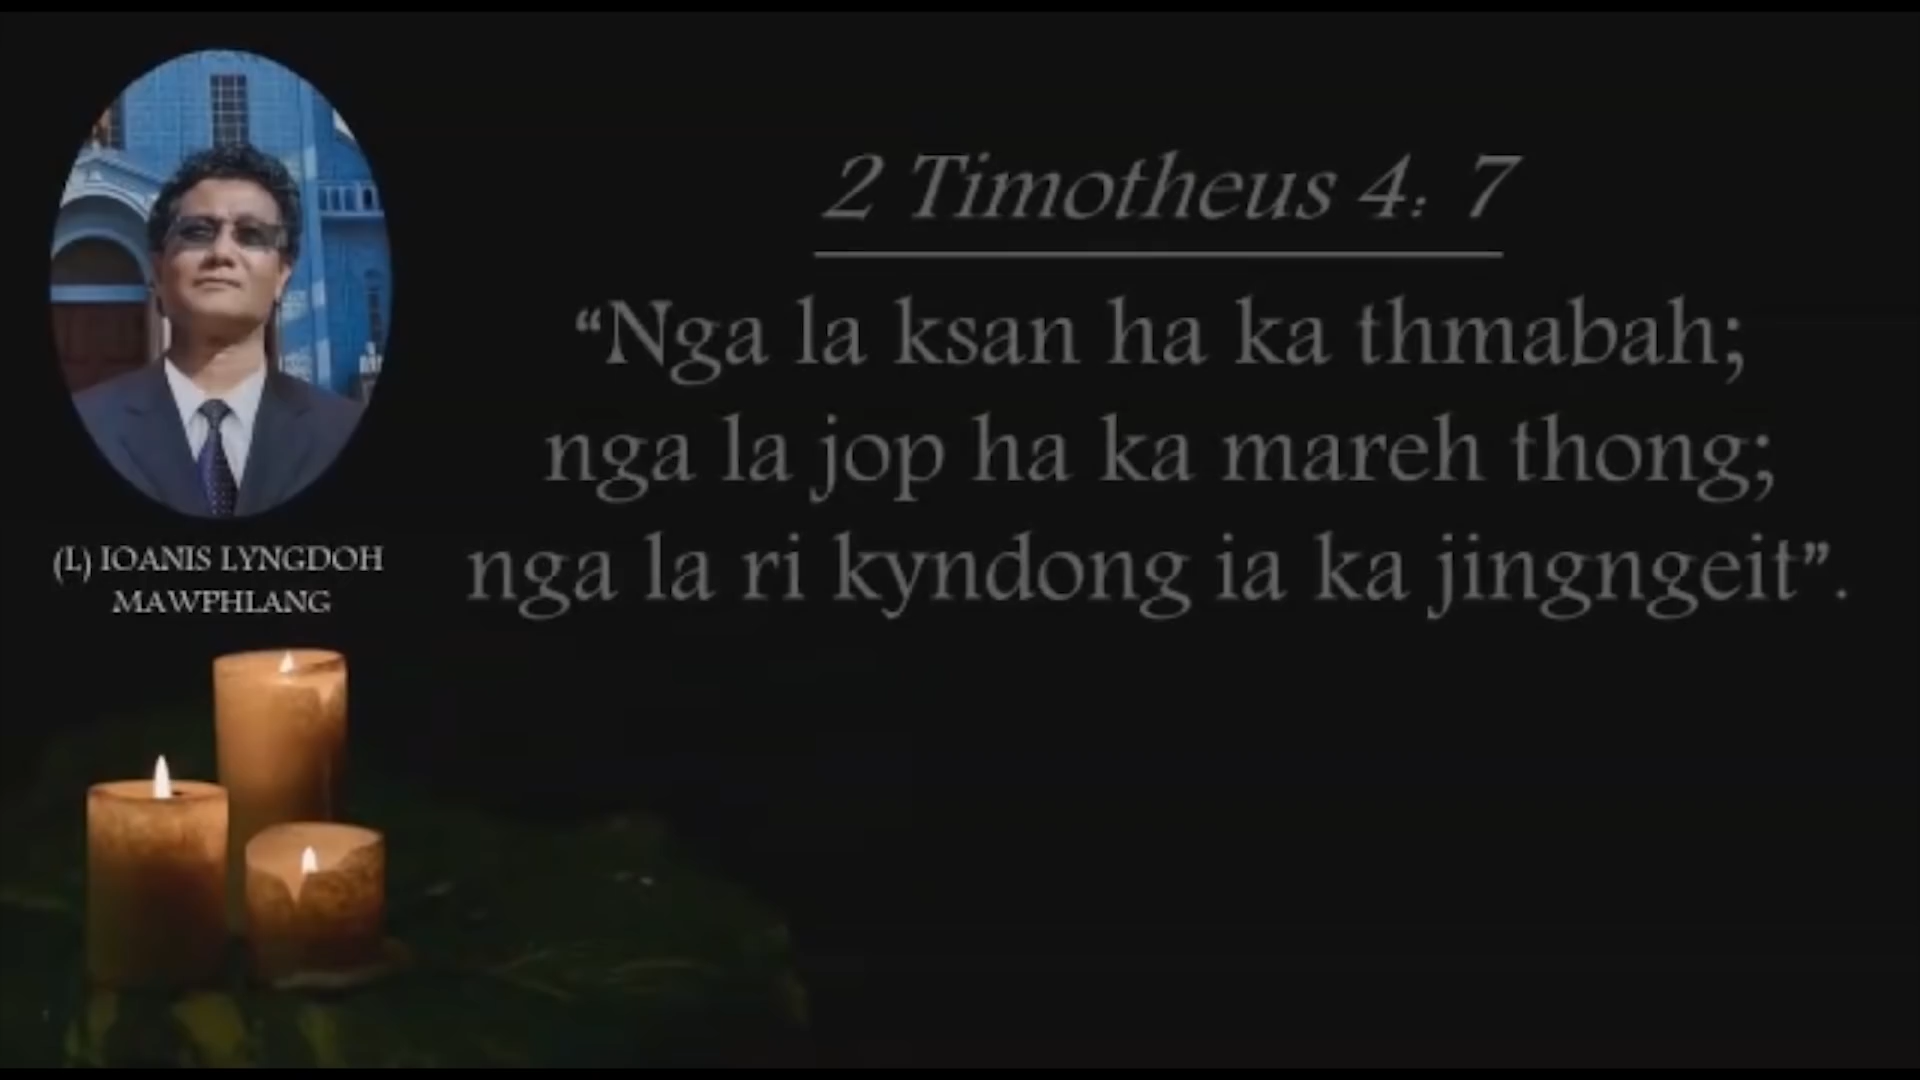 2 Timotheus 4: 7
“Nga la ksan ha ka thmabah;
nga la jop ha ka mareh thong;
nga la ri kyndong ia ka jingngeit”.
(L) IOANIS LYNGDOH
MAWPHLANG